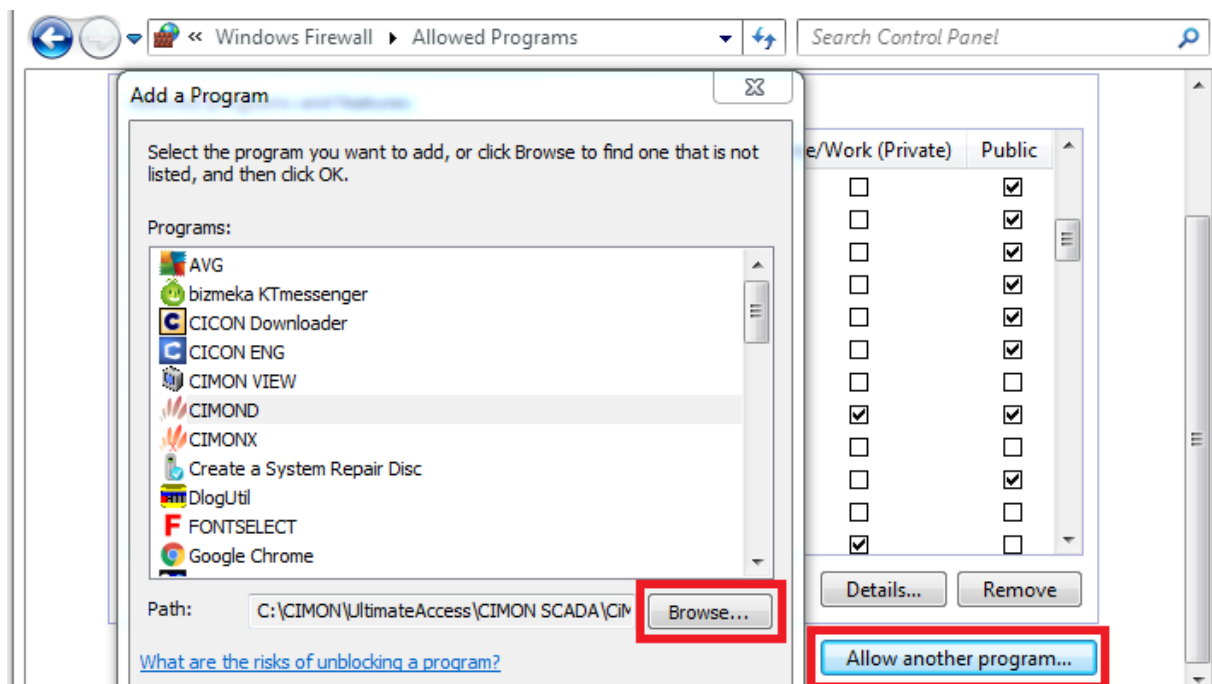 « Windows Firewall ▸ Allowed Programs
Search Control Panel
Add a Program
Select the program you want to add, or click Browse to find one that is not
listed, and then click OK.
Programs:
AVG
bizmeka KTmessenger
CICON Downloader
CICON ENG
CIMON VIEW
CIMOND
CIMONX
Create a System Repair Disc
DlogUtil
FONTSELECT
Google Chrome
Path: C:\CIMON\UltimateAccess\CIMON SCADA\CiM
Browse...
What are the risks of unblocking a program?
e/Work (Private) Public
Details... Remove
Allow another program...